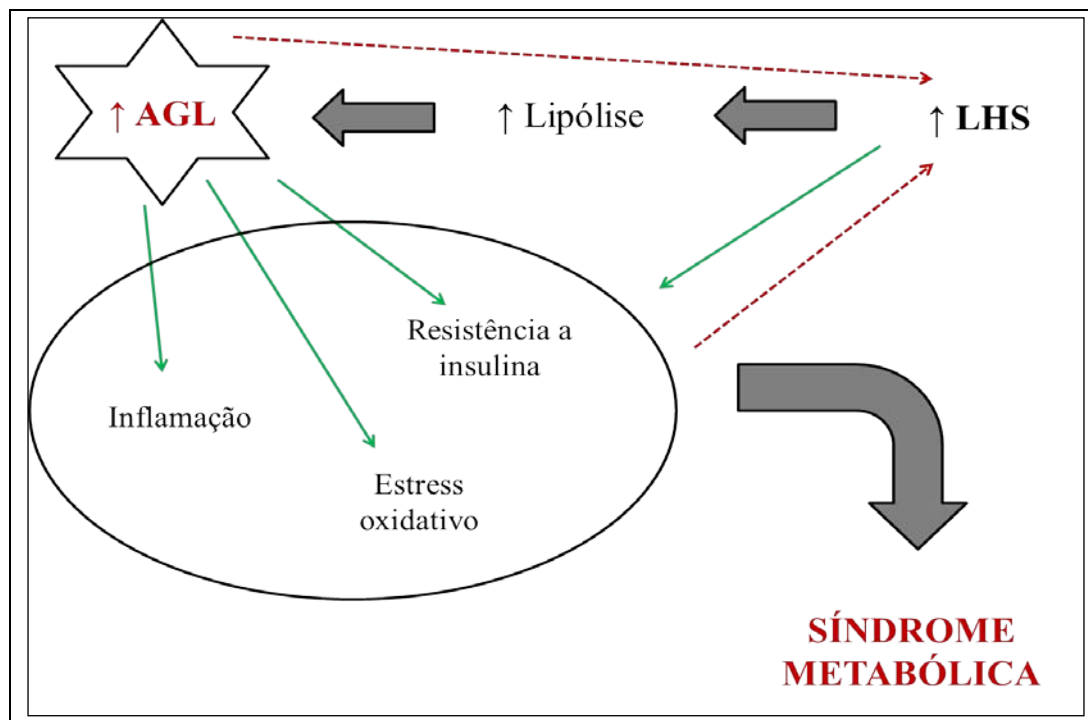 ↑ AGL
↑ Lipólise
↑ LHS
Resistência a
insulina
Inflamação
Estress
oxidativo
SÍNDROME
METABÓLICA